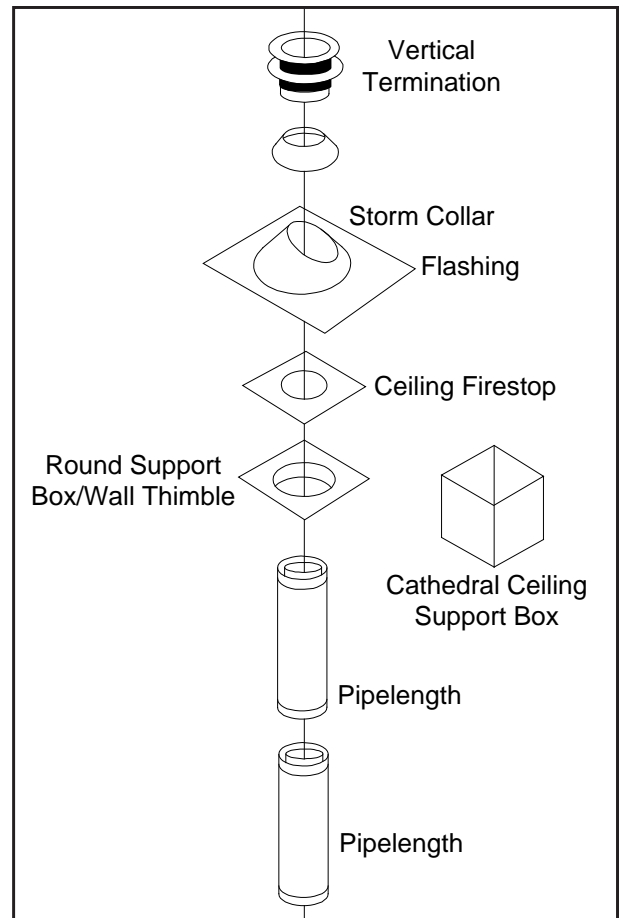 Vertical
Termination
Storm Collar
Flashing
Ceiling Firestop
Round Support
Box/Wall Thimble
Cathedral Ceiling
Support Box
Pipelength
Pipelength